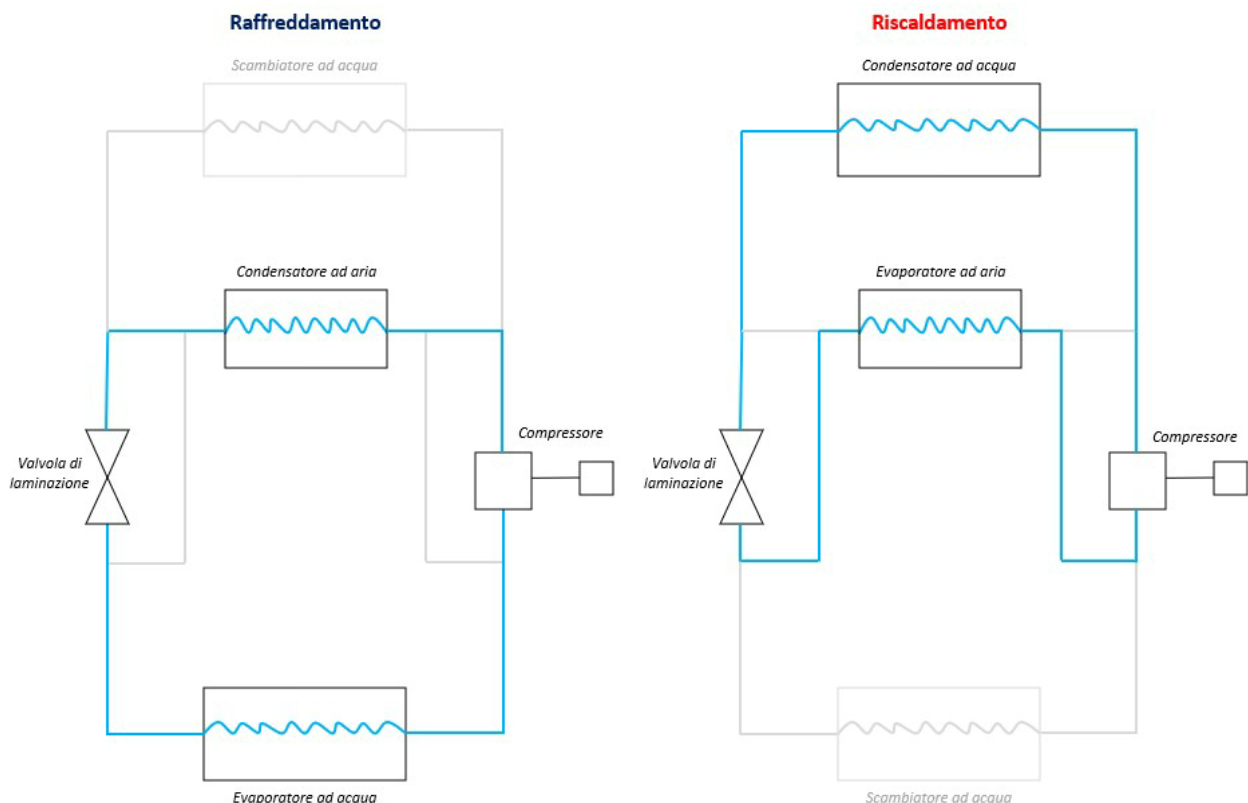 Raffreddamento
Scambiatore ad acqua
Condensatore ad aria
Compressore
Valvola di
laminazione
Evaporatore ad acqua
Riscaldamento
Condensatore ad acqua
Evaporatore ad aria
Compressore
Valvola di
laminazione
Scambiatore ad acqua